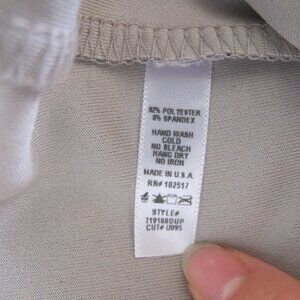 92% POLYESTER
8% SPANDEX
HAND WASH
COLD
NO BLEACH
HANG DRY
NO IRON
MADE IN U.S.A.
RN# 102517
STYLE#
T19160DUP
CUT# U095